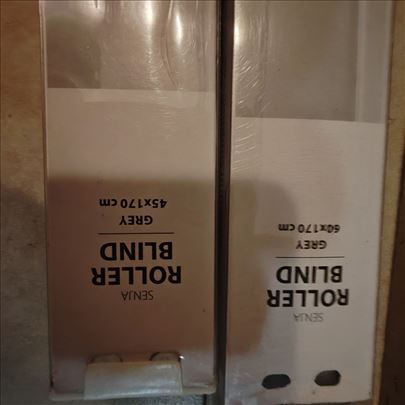 SENJA
ROLLER
BLIND
GREY
45x170 cm
SENJA
ROLLER
BLIND
GREY
60x170 cm